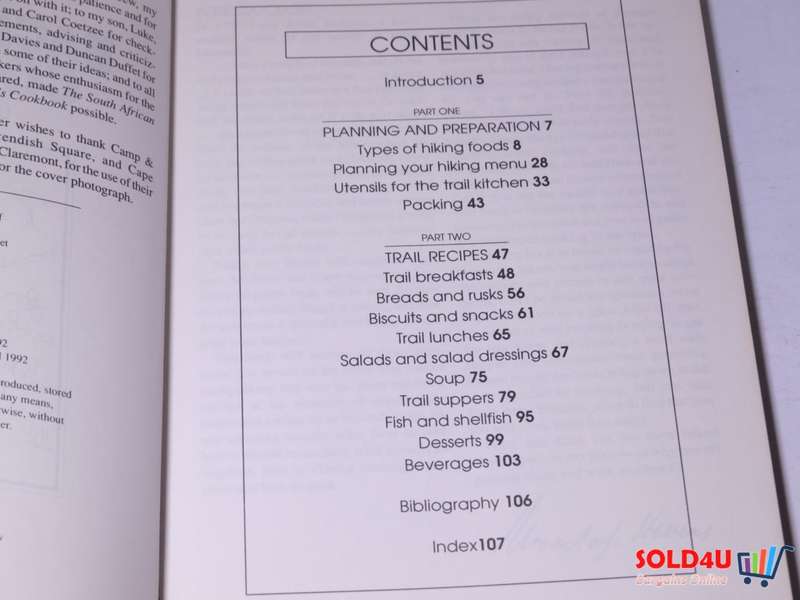 patience and for
on with it; to my son, Luke,
and Carol Coetzee for check-
ements, advising and criticiz-
Davies and Duncan Duffet for
some of their ideas; and to all
kers whose enthusiasm for the
red, made The South African
's Cookbook possible.
er wishes to thank Camp &
endish Square, and Cape
Claremont, for the use of their
or the cover photograph.
1992
roduced, stored
any means,
wise, without
er.
CONTENTS
Introduction 5
PART ONE
PLANNING AND PREPARATION 7
Types of hiking foods 8
Planning your hiking menu 28
Utensils for the trail kitchen 33
Packing 43
PART TWO
TRAIL RECIPES 47
Trail breakfasts 48
Breads and rusks 56
Biscuits and snacks 61
Trail lunches 65
Salads and salad dressings 67
Soup 75
Trail suppers 79
Fish and shellfish 95
Desserts 99
Beverages 103
Bibliography 106
Index107
SOLD4U
Bargains Online